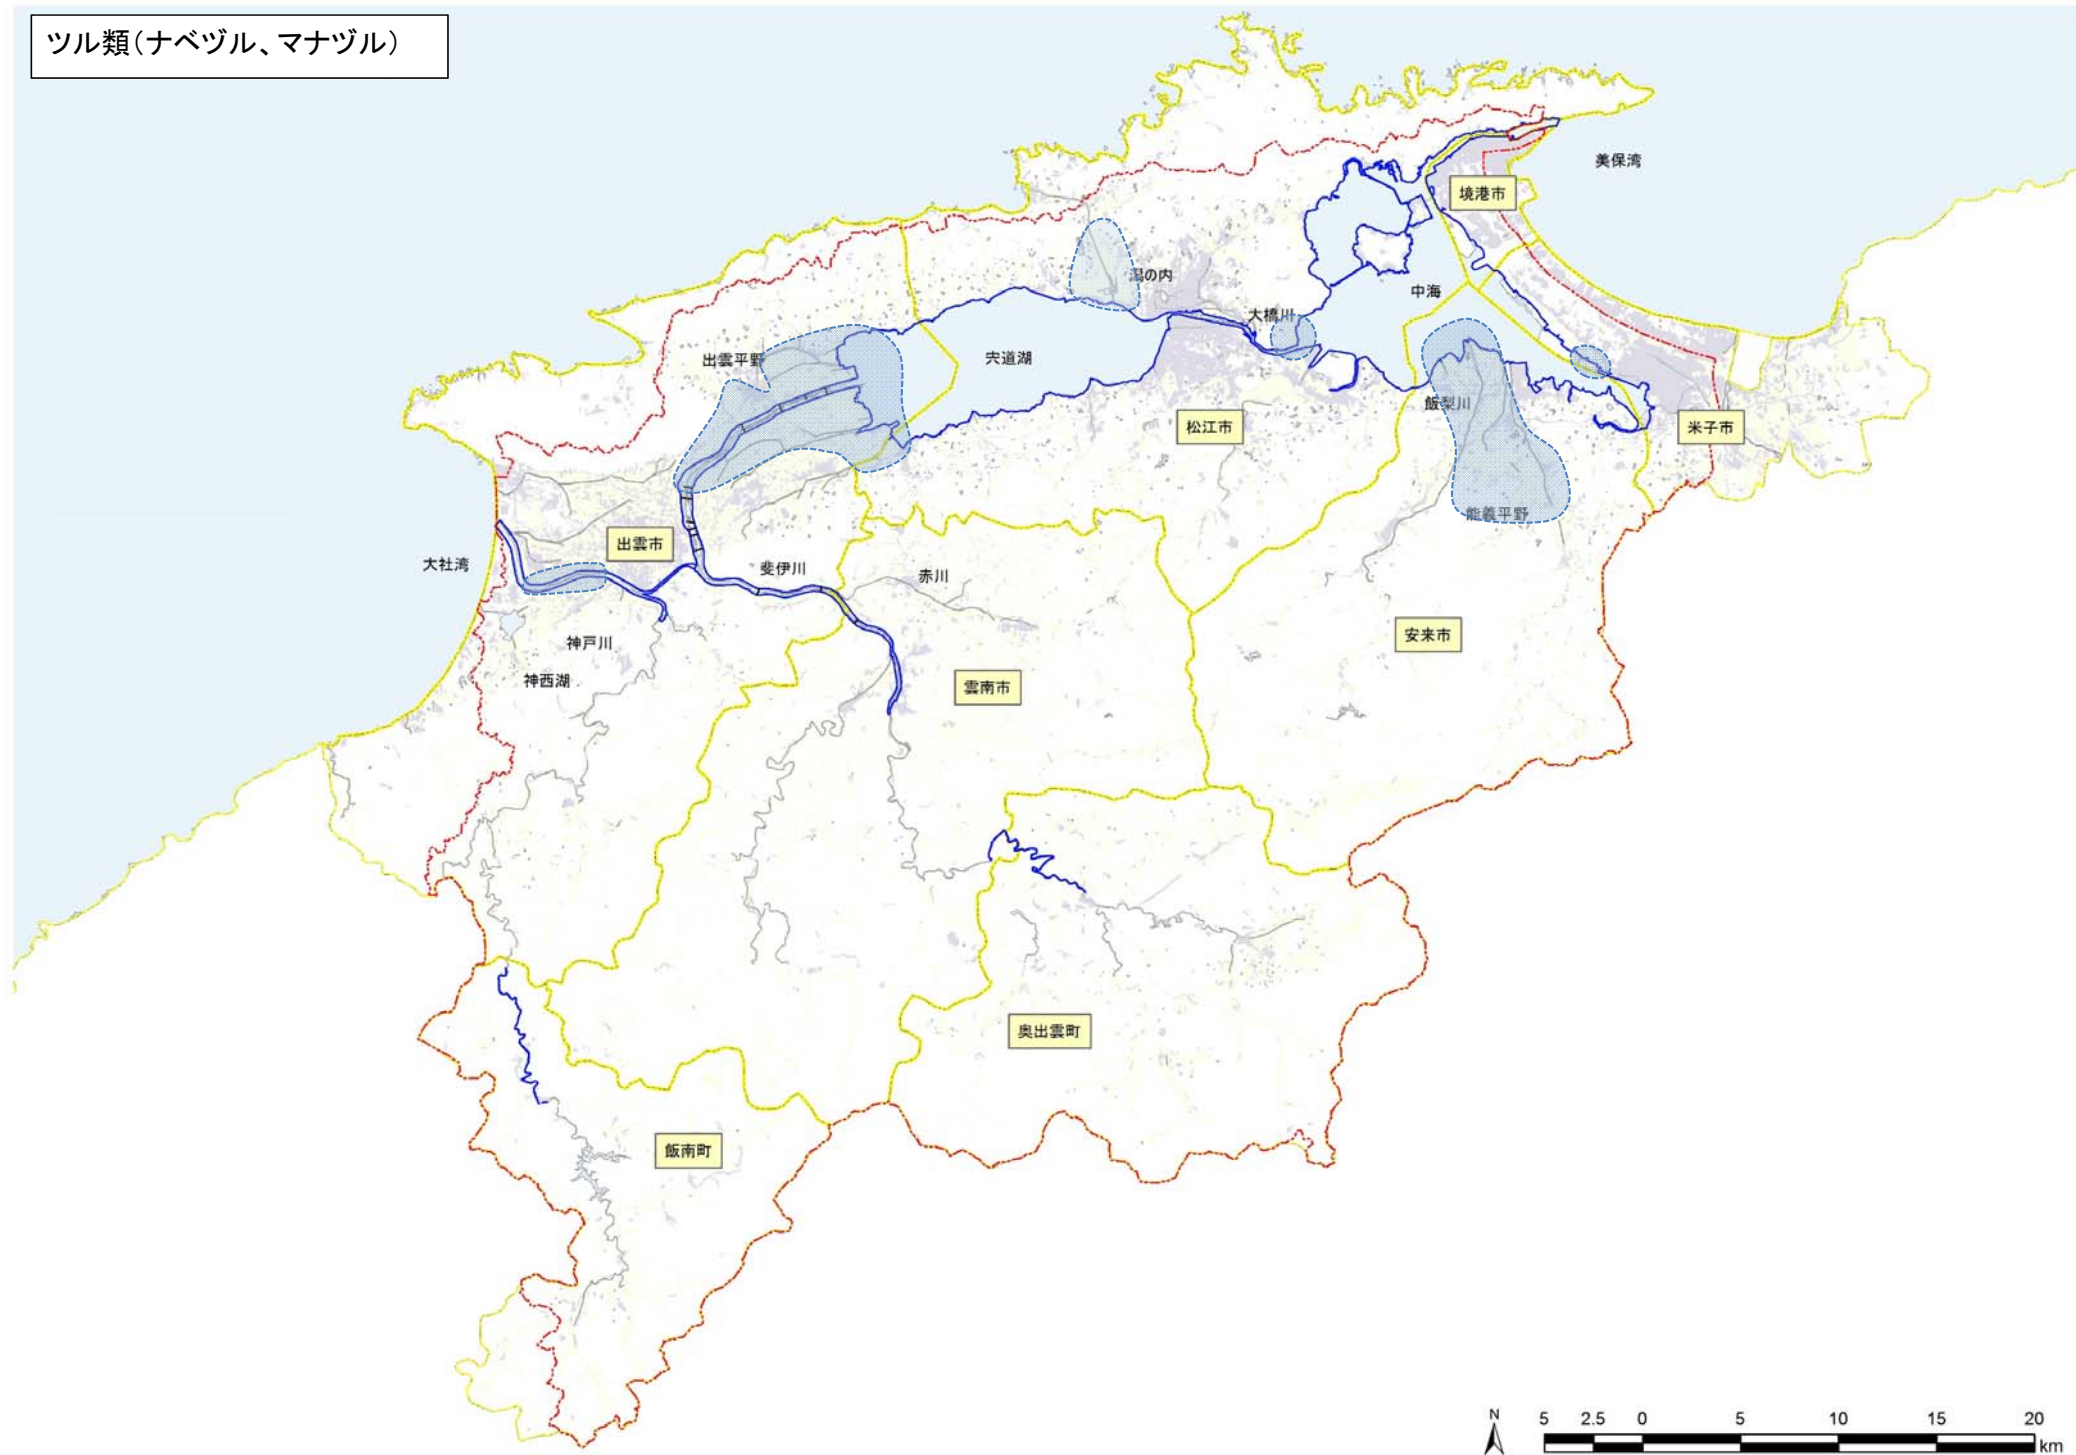 ツル類(ナベヅル、マナヅル)
美保湾
境港市
潟の内
中海
大橋川
宍道湖
出雲平野
飯梨川
松江市
米子市
能義平野
出雲市
大社湾
斐伊川
赤川
安来市
神戸川
神西湖
雲南市
奥出雲町
飯南町
N
5 2.5 0 5 10 15 20
km